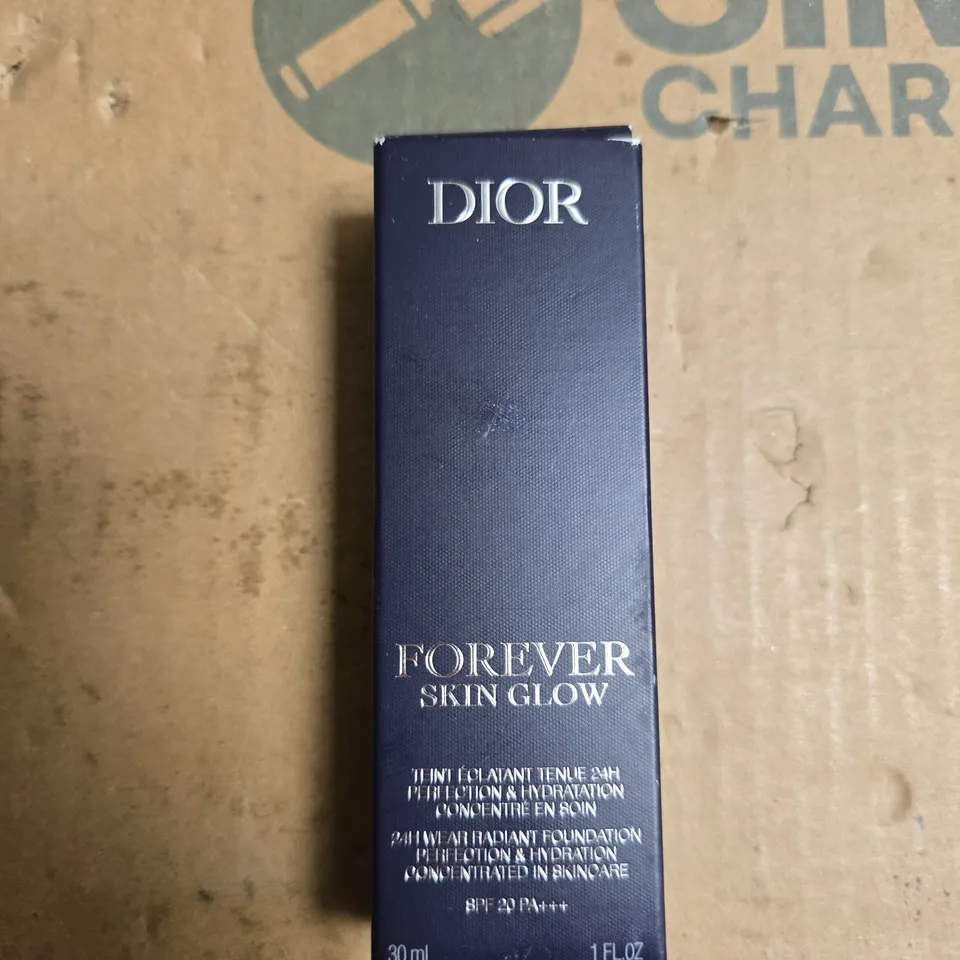 CHAR
DIOR
FOREVER
SKIN GLOW
TEINT ÉCLATANT TENUE 24H
PERFECTION & HYDRATATION
CONCENTRÉ EN SOIN
24H WEAR RADIANT FOUNDATION
PERFECTION & HYDRATION
CONCENTRATED IN SKINCARE
SPF 20 PA+++
30 ml 1 FL.OZ